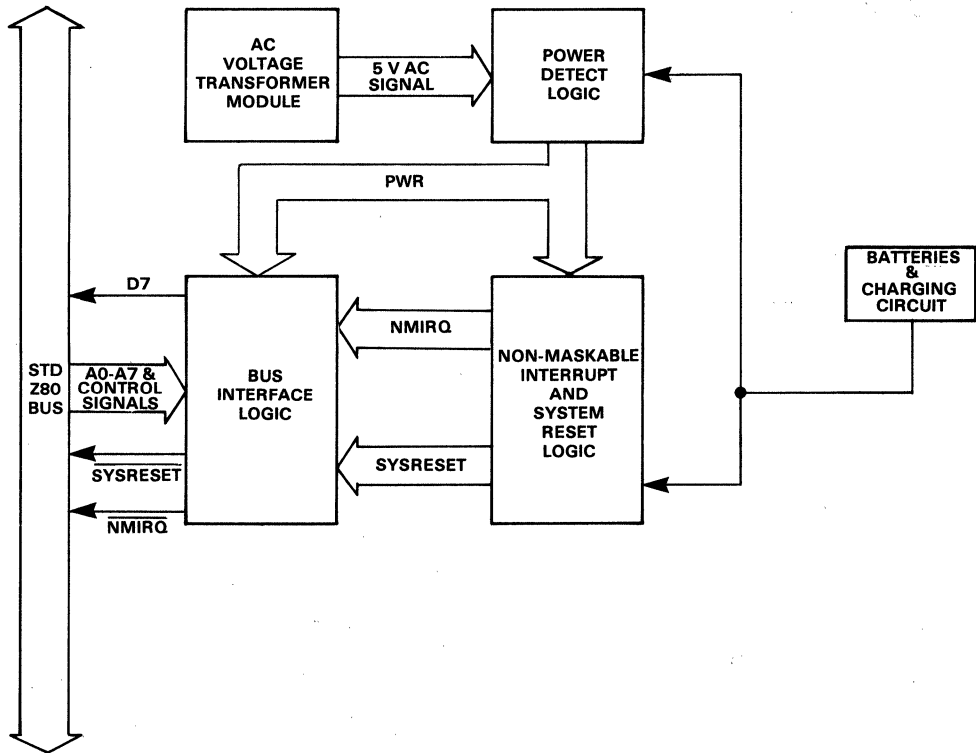 AC
VOLTAGE
TRANSFORMER
MODULE
5 V AC
SIGNAL
POWER
DETECT
LOGIC
PWR
BATTERIES
&
CHARGING
CIRCUIT
D7
STD
Z80
BUS
A0-A7 &
CONTROL
SIGNALS
SYSRESET
NMIRQ
BUS
INTERFACE
LOGIC
NMIRQ
SYSRESET
NON-MASKABLE
INTERRUPT
AND
SYSTEM
RESET
LOGIC